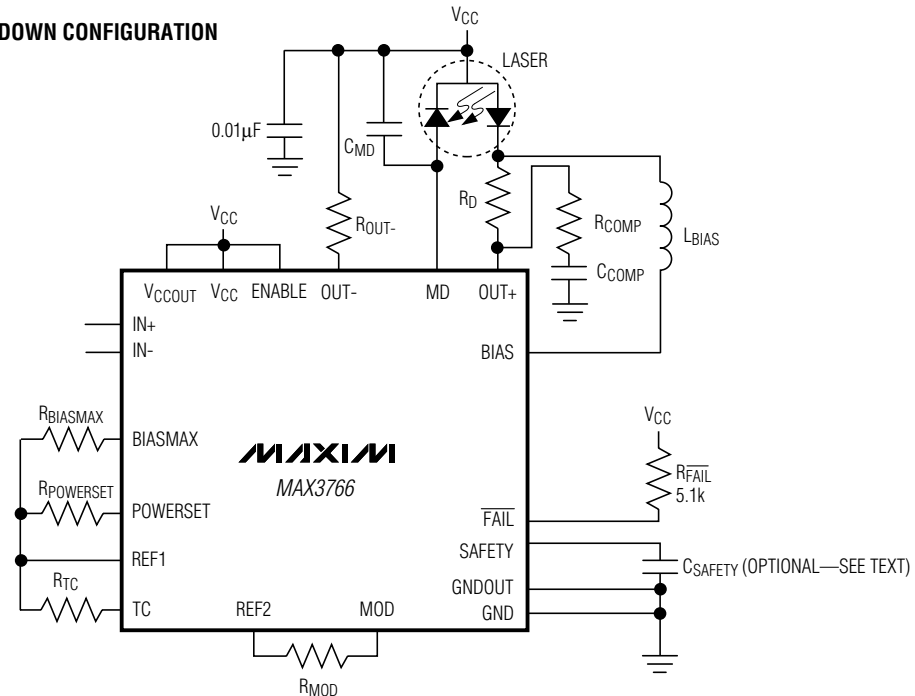 DOWN CONFIGURATION
VCC
LASER
0.01µF
CMD
RD
RCOMP
LBIAS
ROUT-
CCOMP
VCC
VCCOUT VCC ENABLE OUT- MD OUT+
IN+
IN-
BIAS
RBIASMAX
BIASMAX
VCC
MAXIM
MAX3766
RFAIL
5.1k
RPOWERSET
POWERSET
FAIL
SAFETY
CSAFETY (OPTIONAL—SEE TEXT)
REF1
GNDOUT
RTC
TC
REF2 MOD
GND
RMOD